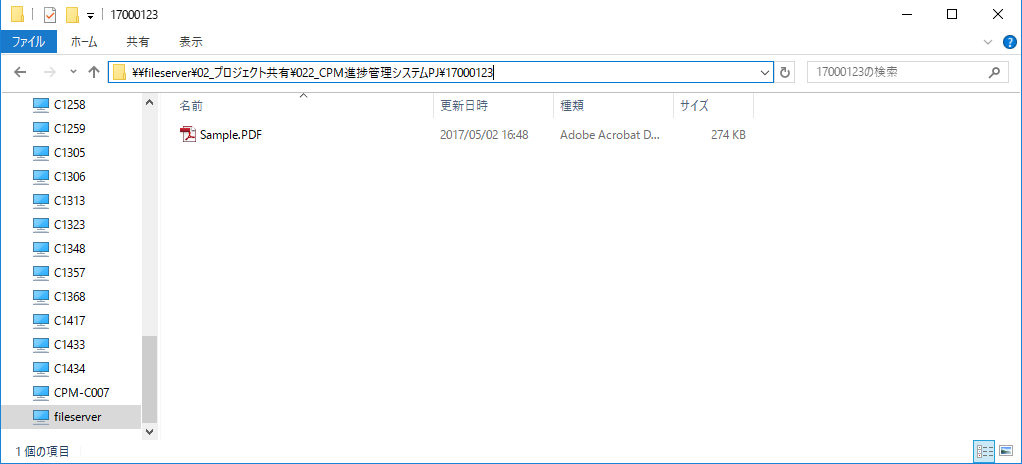 17000123
ファイル ホーム 共有 表示
¥¥fileserver¥02_プロジェクト共有¥022_CPM進捗管理システムPJ¥17000123
17000123の検索
名前 更新日時 種類 サイズ
Sample.PDF 2017/05/02 16:48 Adobe Acrobat D... 274 KB
C1258
C1259
C1305
C1306
C1313
C1323
C1348
C1357
C1368
C1417
C1433
C1434
CPM-C007
fileserver
1 個の項目